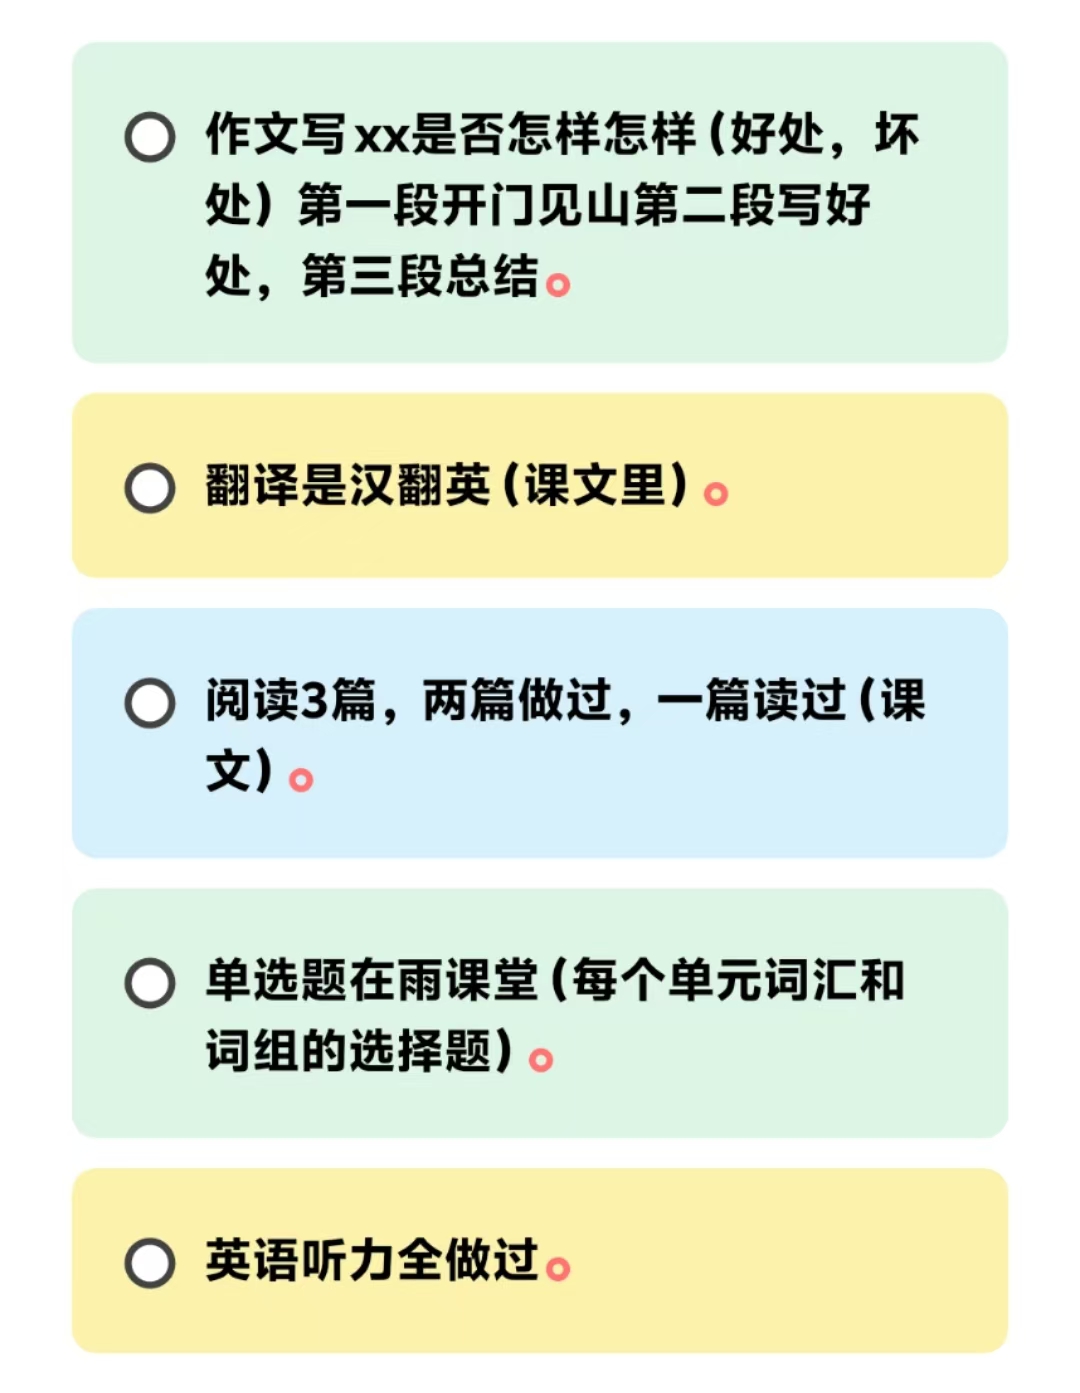 作文写xx是否怎样怎样（好处，坏
处）第一段开门见山第二段写好
处，第三段总结。
翻译是汉翻英（课文里）。
阅读3篇，两篇做过，一篇读过（课
文）。
单选题在雨课堂（每个单元词汇和
词组的选择题）。
英语听力全做过。